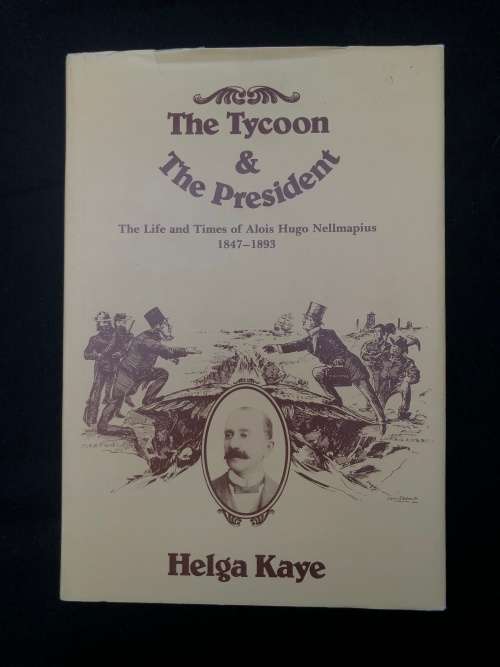 The Tycoon
&
The President
The Life and Times of Alois Hugo Nellmapius
1847–1893
Helga Kaye